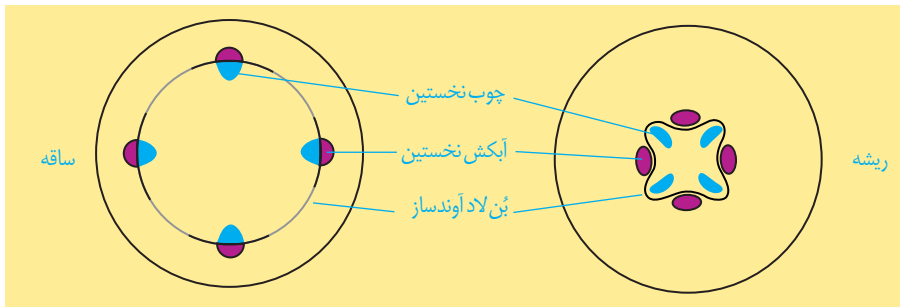 چوب نخستین
آبکش نخستین
ساقه
ریشه
بُن لاد آوندساز